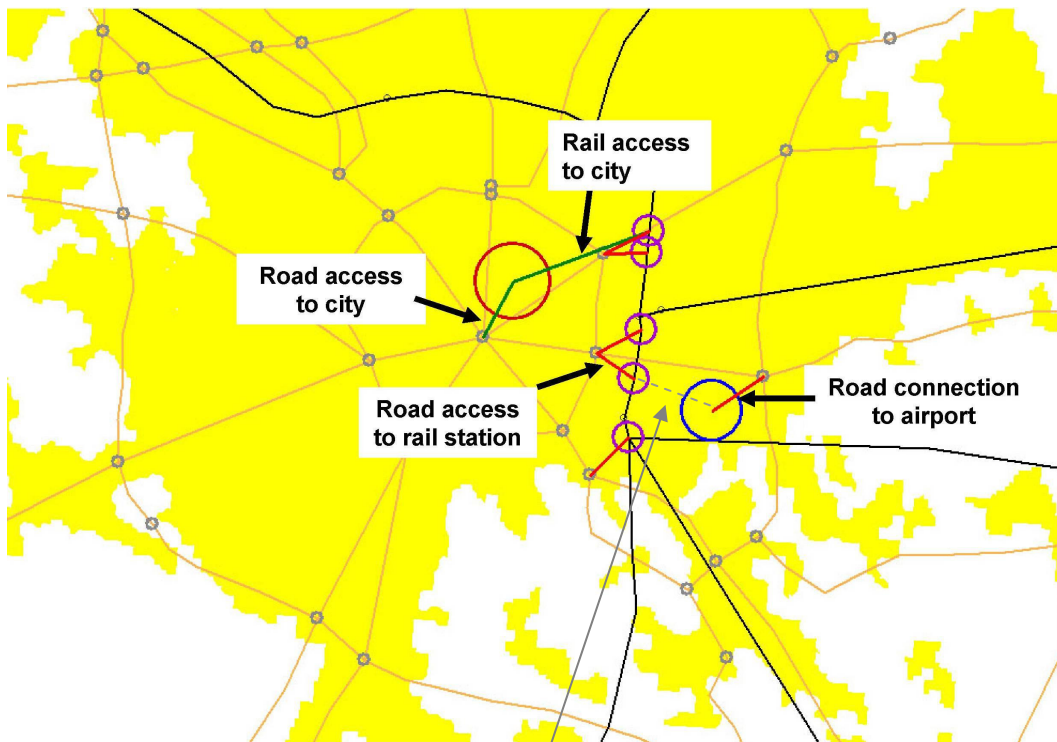 Rail access
to city
Road access
to city
Road access
to rail station
Road connection
to airport